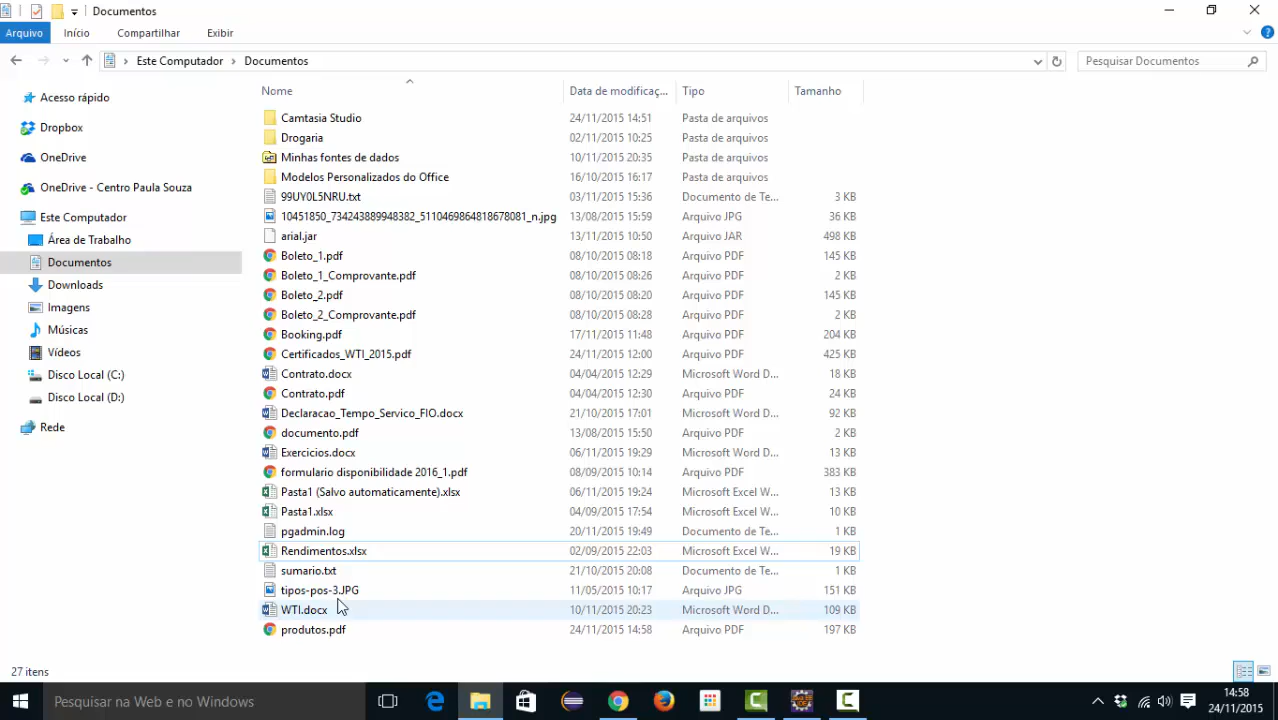 Documentos
Arquivo Início Compartilhar Exibir
Este Computador Documentos Pesquisar Documentos
Nome Data de modificaç... Tipo Tamanho
Acesso rápido
Dropbox
OneDrive
OneDrive - Centro Paula Souza
Este Computador
Área de Trabalho
Documentos
Downloads
Imagens
Músicas
Vídeos
Disco Local (C:)
Disco Local (D:)
Rede
Camtasia Studio 24/11/2015 14:51 Pasta de arquivos
Drogaria 02/11/2015 10:25 Pasta de arquivos
Minhas fontes de dados 10/11/2015 20:35 Pasta de arquivos
Modelos Personalizados do Office 16/10/2015 16:17 Pasta de arquivos
99UY0L5NRU.txt 03/11/2015 15:36 Documento de Te... 3 KB
10451850_734243889948382_5110469864818678081_n.jpg 13/08/2015 15:59 Arquivo JPG 36 KB
arial.jar 13/11/2015 10:50 Arquivo JAR 498 KB
Boleto_1.pdf 08/10/2015 08:18 Arquivo PDF 145 KB
Boleto_1_Comprovante.pdf 08/10/2015 08:26 Arquivo PDF 2 KB
Boleto_2.pdf 08/10/2015 08:20 Arquivo PDF 145 KB
Boleto_2_Comprovante.pdf 08/10/2015 08:28 Arquivo PDF 2 KB
Booking.pdf 17/11/2015 11:48 Arquivo PDF 204 KB
Certificados_WTI_2015.pdf 24/11/2015 12:00 Arquivo PDF 425 KB
Contrato.docx 04/04/2015 12:29 Microsoft Word D... 18 KB
Contrato.pdf 04/04/2015 12:30 Arquivo PDF 24 KB
Declaracao_Tempo_Servico_FIO.docx 21/10/2015 17:01 Microsoft Word D... 92 KB
documento.pdf 13/08/2015 15:50 Arquivo PDF 2 KB
Exercicios.docx 06/11/2015 19:29 Microsoft Word D... 13 KB
formulario disponibilidade 2016_1.pdf 08/09/2015 10:14 Arquivo PDF 383 KB
Pasta1 (Salvo automaticamente).xlsx 06/11/2015 19:24 Microsoft Excel W... 13 KB
Pasta1.xlsx 04/09/2015 17:54 Microsoft Excel W... 10 KB
pgadmin.log 20/11/2015 19:49 Documento de Te... 1 KB
Rendimentos.xlsx 02/09/2015 22:03 Microsoft Excel W... 19 KB
sumario.txt 21/10/2015 20:08 Documento de Te... 1 KB
tipos-pos-3.JPG 11/05/2015 10:17 Arquivo JPG 151 KB
WTI.docx 10/11/2015 20:23 Microsoft Word D... 109 KB
produtos.pdf 24/11/2015 14:58 Arquivo PDF 197 KB
27 itens
Pesquisar na Web e no Windows
14:58
24/11/2015